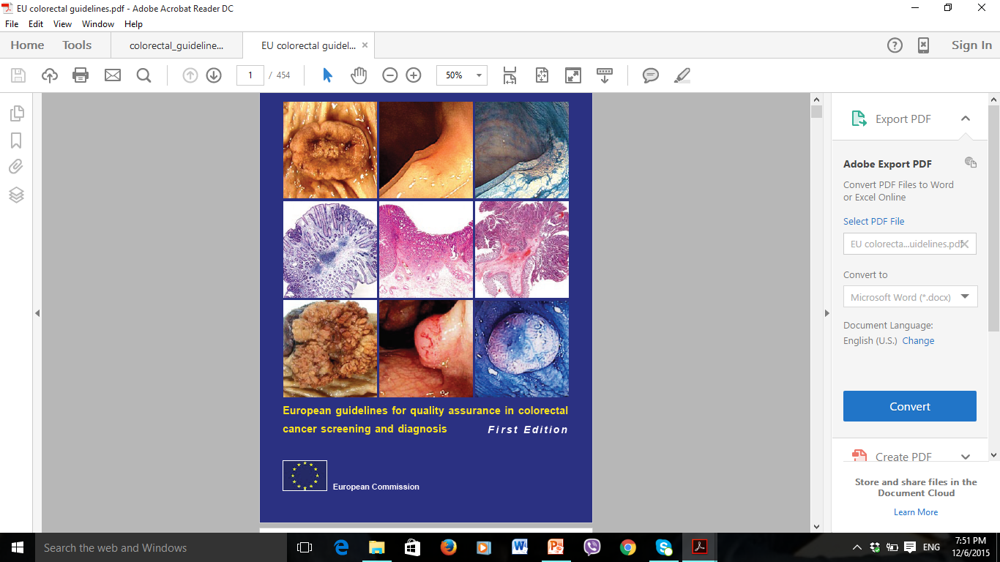 EU colorectal guidelines.pdf - Adobe Acrobat Reader DC
File Edit View Window Help
Home Tools colorectal_guideline... EU colorectal guidel... Sign In
1 / 454 50%
Export PDF
Adobe Export PDF
Convert PDF Files to Word
or Excel Online
Select PDF File
EU colorecta...uidelines.pdf
Convert to
Microsoft Word (*.docx)
Document Language:
English (U.S.) Change
Convert
Create PDF
Store and share files in the
Document Cloud
Learn More
European guidelines for quality assurance in colorectal
cancer screening and diagnosis First Edition
European Commission
Search the web and Windows
ENG
7:51 PM
12/6/2015